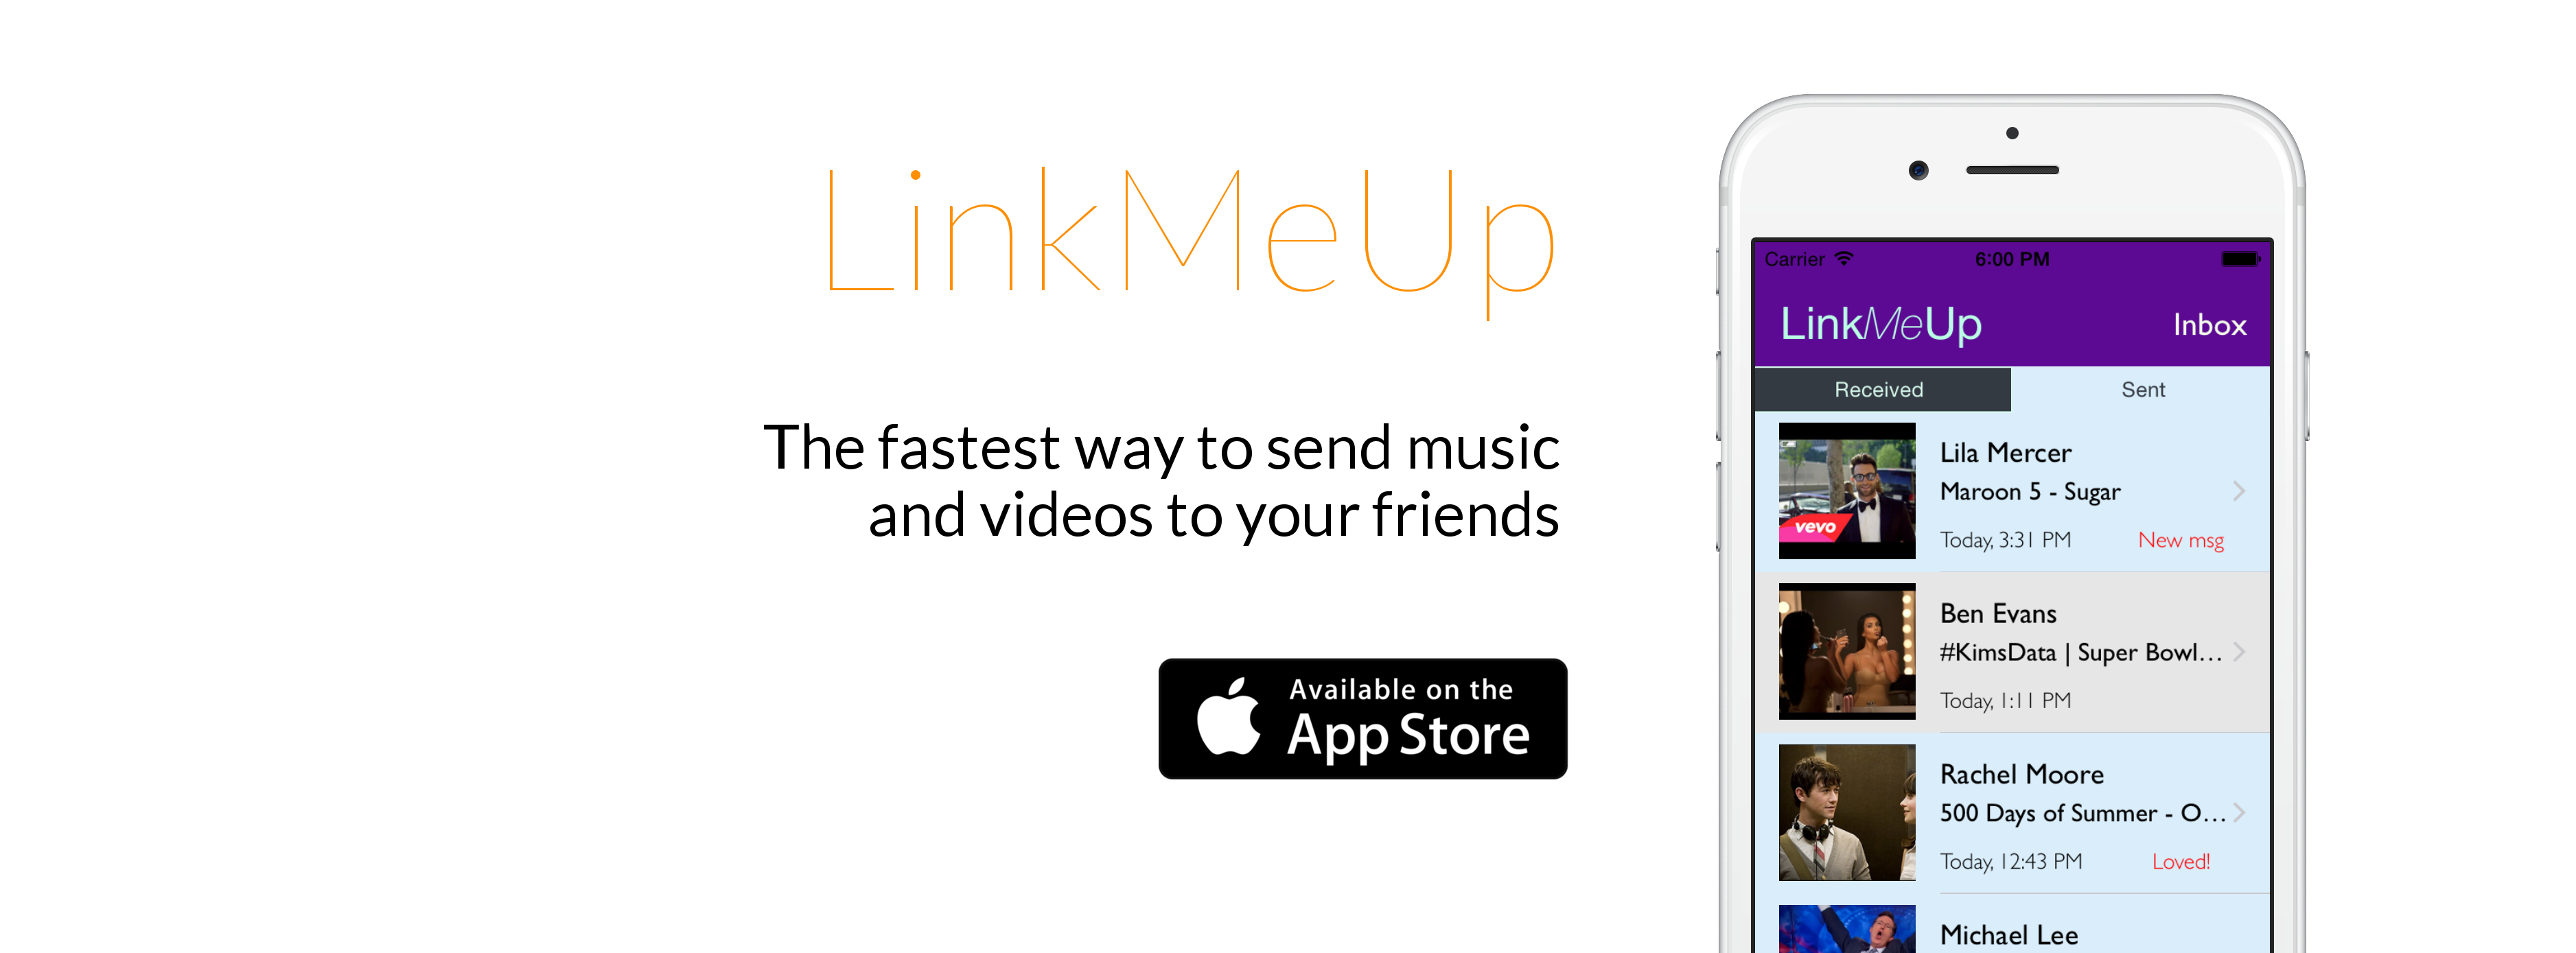 LinkMeUp
The fastest way to send music
and videos to your friends
Available on the
App Store
Carrier 6:00 PM
LinkMeUp Inbox
Received Sent
Lila Mercer
Maroon 5 - Sugar
vevo
Today, 3:31 PM New msg
Ben Evans
#KimsData | Super Bowl...
Today, 1:11 PM
Rachel Moore
500 Days of Summer - O...
Today, 12:43 PM Loved!
Michael Lee